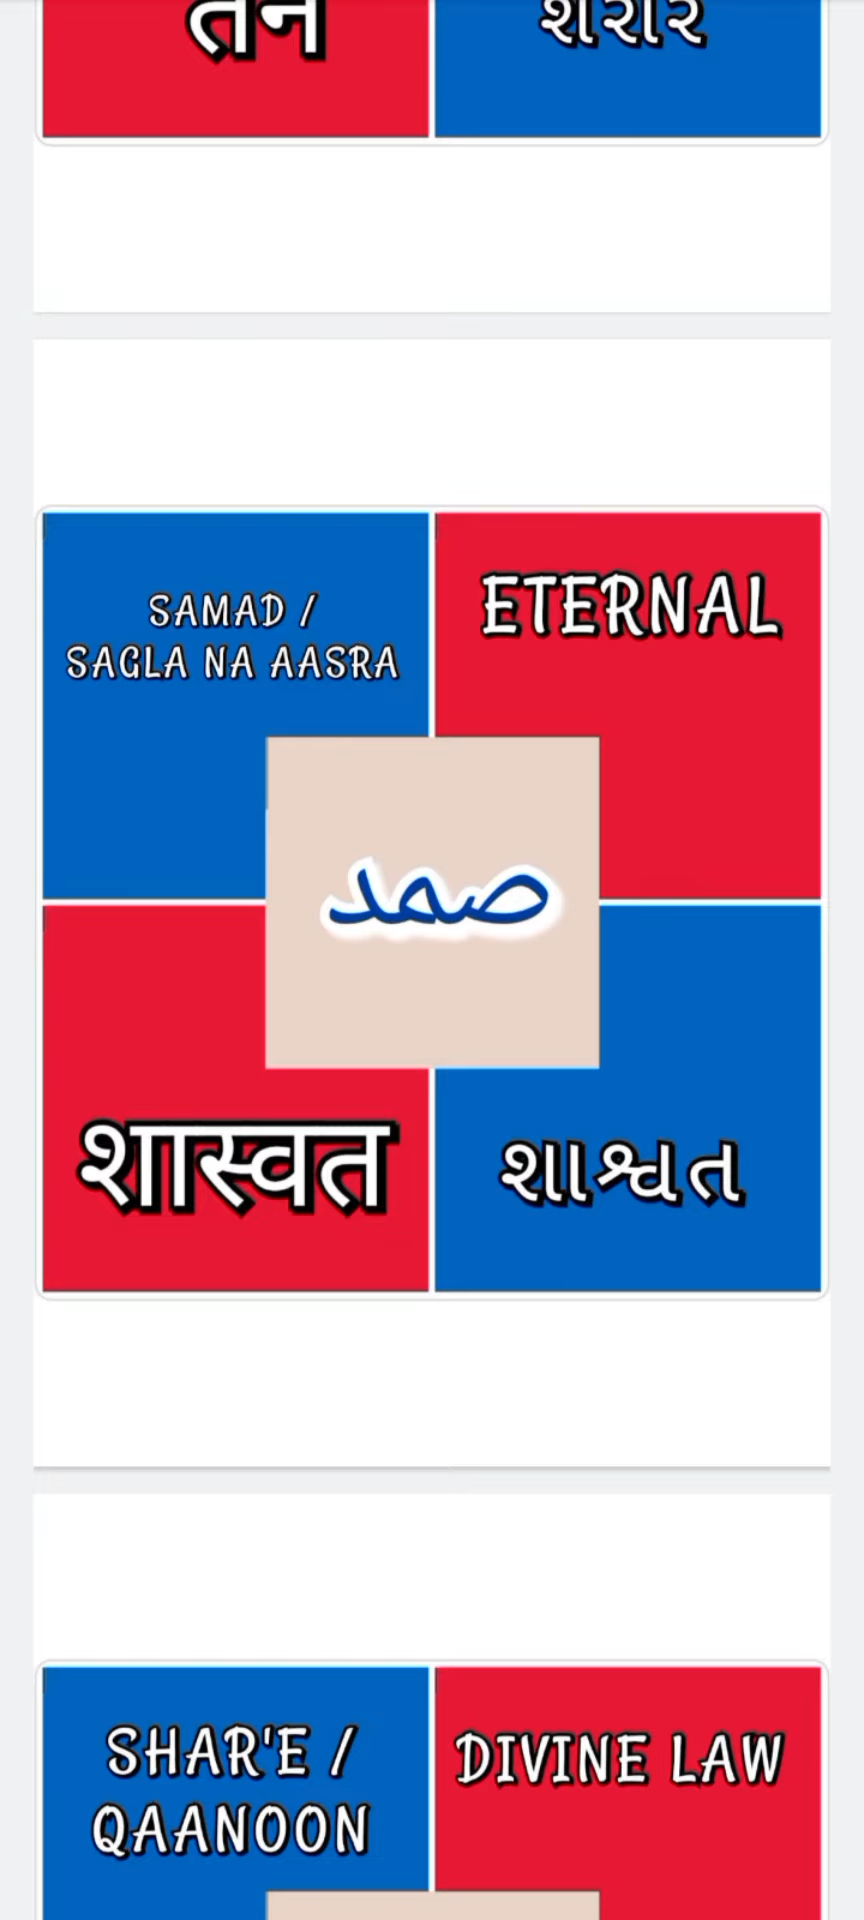 तन
શરીર
SAMAD /
SAGLA NA AASRA
ETERNAL
صمد
शास्वत
શાશ્વત
SHAR'E /
QAANOON
DIVINE LAW